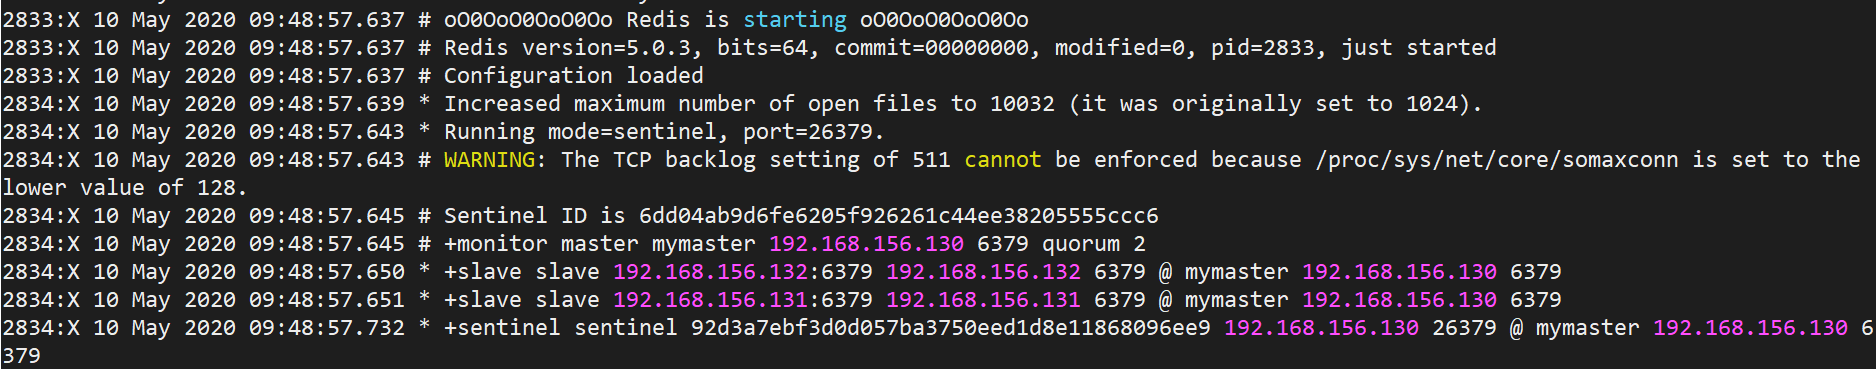 2833:X 10 May 2020 09:48:57.637 # oO0OoO0OoO0Oo Redis is starting oO0OoO0OoO0Oo
2833:X 10 May 2020 09:48:57.637 # Redis version=5.0.3, bits=64, commit=00000000, modified=0, pid=2833, just started
2833:X 10 May 2020 09:48:57.637 # Configuration loaded
2834:X 10 May 2020 09:48:57.639 * Increased maximum number of open files to 10032 (it was originally set to 1024).
2834:X 10 May 2020 09:48:57.643 * Running mode=sentinel, port=26379.
2834:X 10 May 2020 09:48:57.643 # WARNING: The TCP backlog setting of 511 cannot be enforced because /proc/sys/net/core/somaxconn is set to the
lower value of 128.
2834:X 10 May 2020 09:48:57.645 # Sentinel ID is 6dd04ab9d6fe6205f926261c44ee38205555ccc6
2834:X 10 May 2020 09:48:57.645 # +monitor master mymaster 192.168.156.130 6379 quorum 2
2834:X 10 May 2020 09:48:57.650 * +slave slave 192.168.156.132:6379 192.168.156.132 6379 @ mymaster 192.168.156.130 6379
2834:X 10 May 2020 09:48:57.651 * +slave slave 192.168.156.131:6379 192.168.156.131 6379 @ mymaster 192.168.156.130 6379
2834:X 10 May 2020 09:48:57.732 * +sentinel sentinel 92d3a7ebf3d0d057ba3750eed1d8e11868096ee9 192.168.156.130 26379 @ mymaster 192.168.156.130 6
379